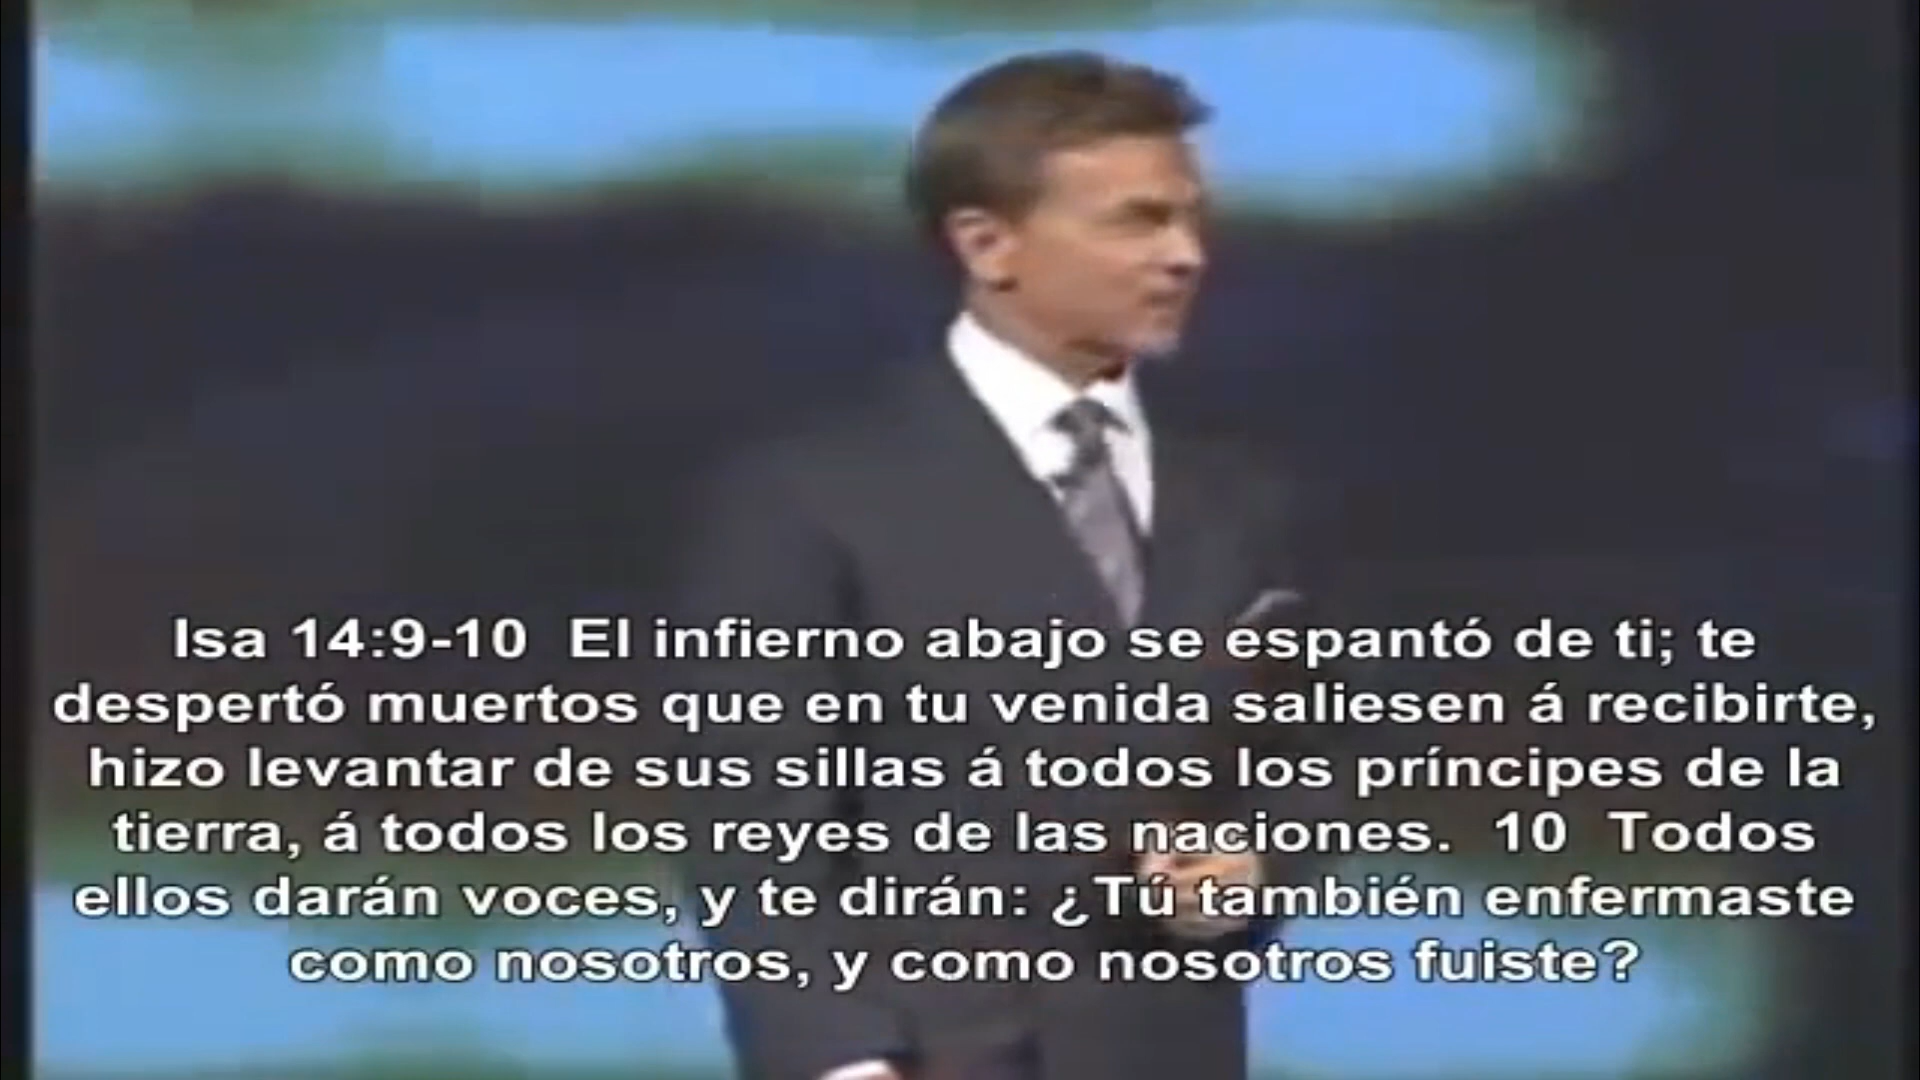 Isa 14:9-10  El infierno abajo se espantó de ti; te
despertó muertos que en tu venida saliesen á recibirte,
hizo levantar de sus sillas á todos los príncipes de la
tierra, á todos los reyes de las naciones.  10  Todos
ellos darán voces, y te dirán: ¿Tú también enfermaste
como nosotros, y como nosotros fuiste?